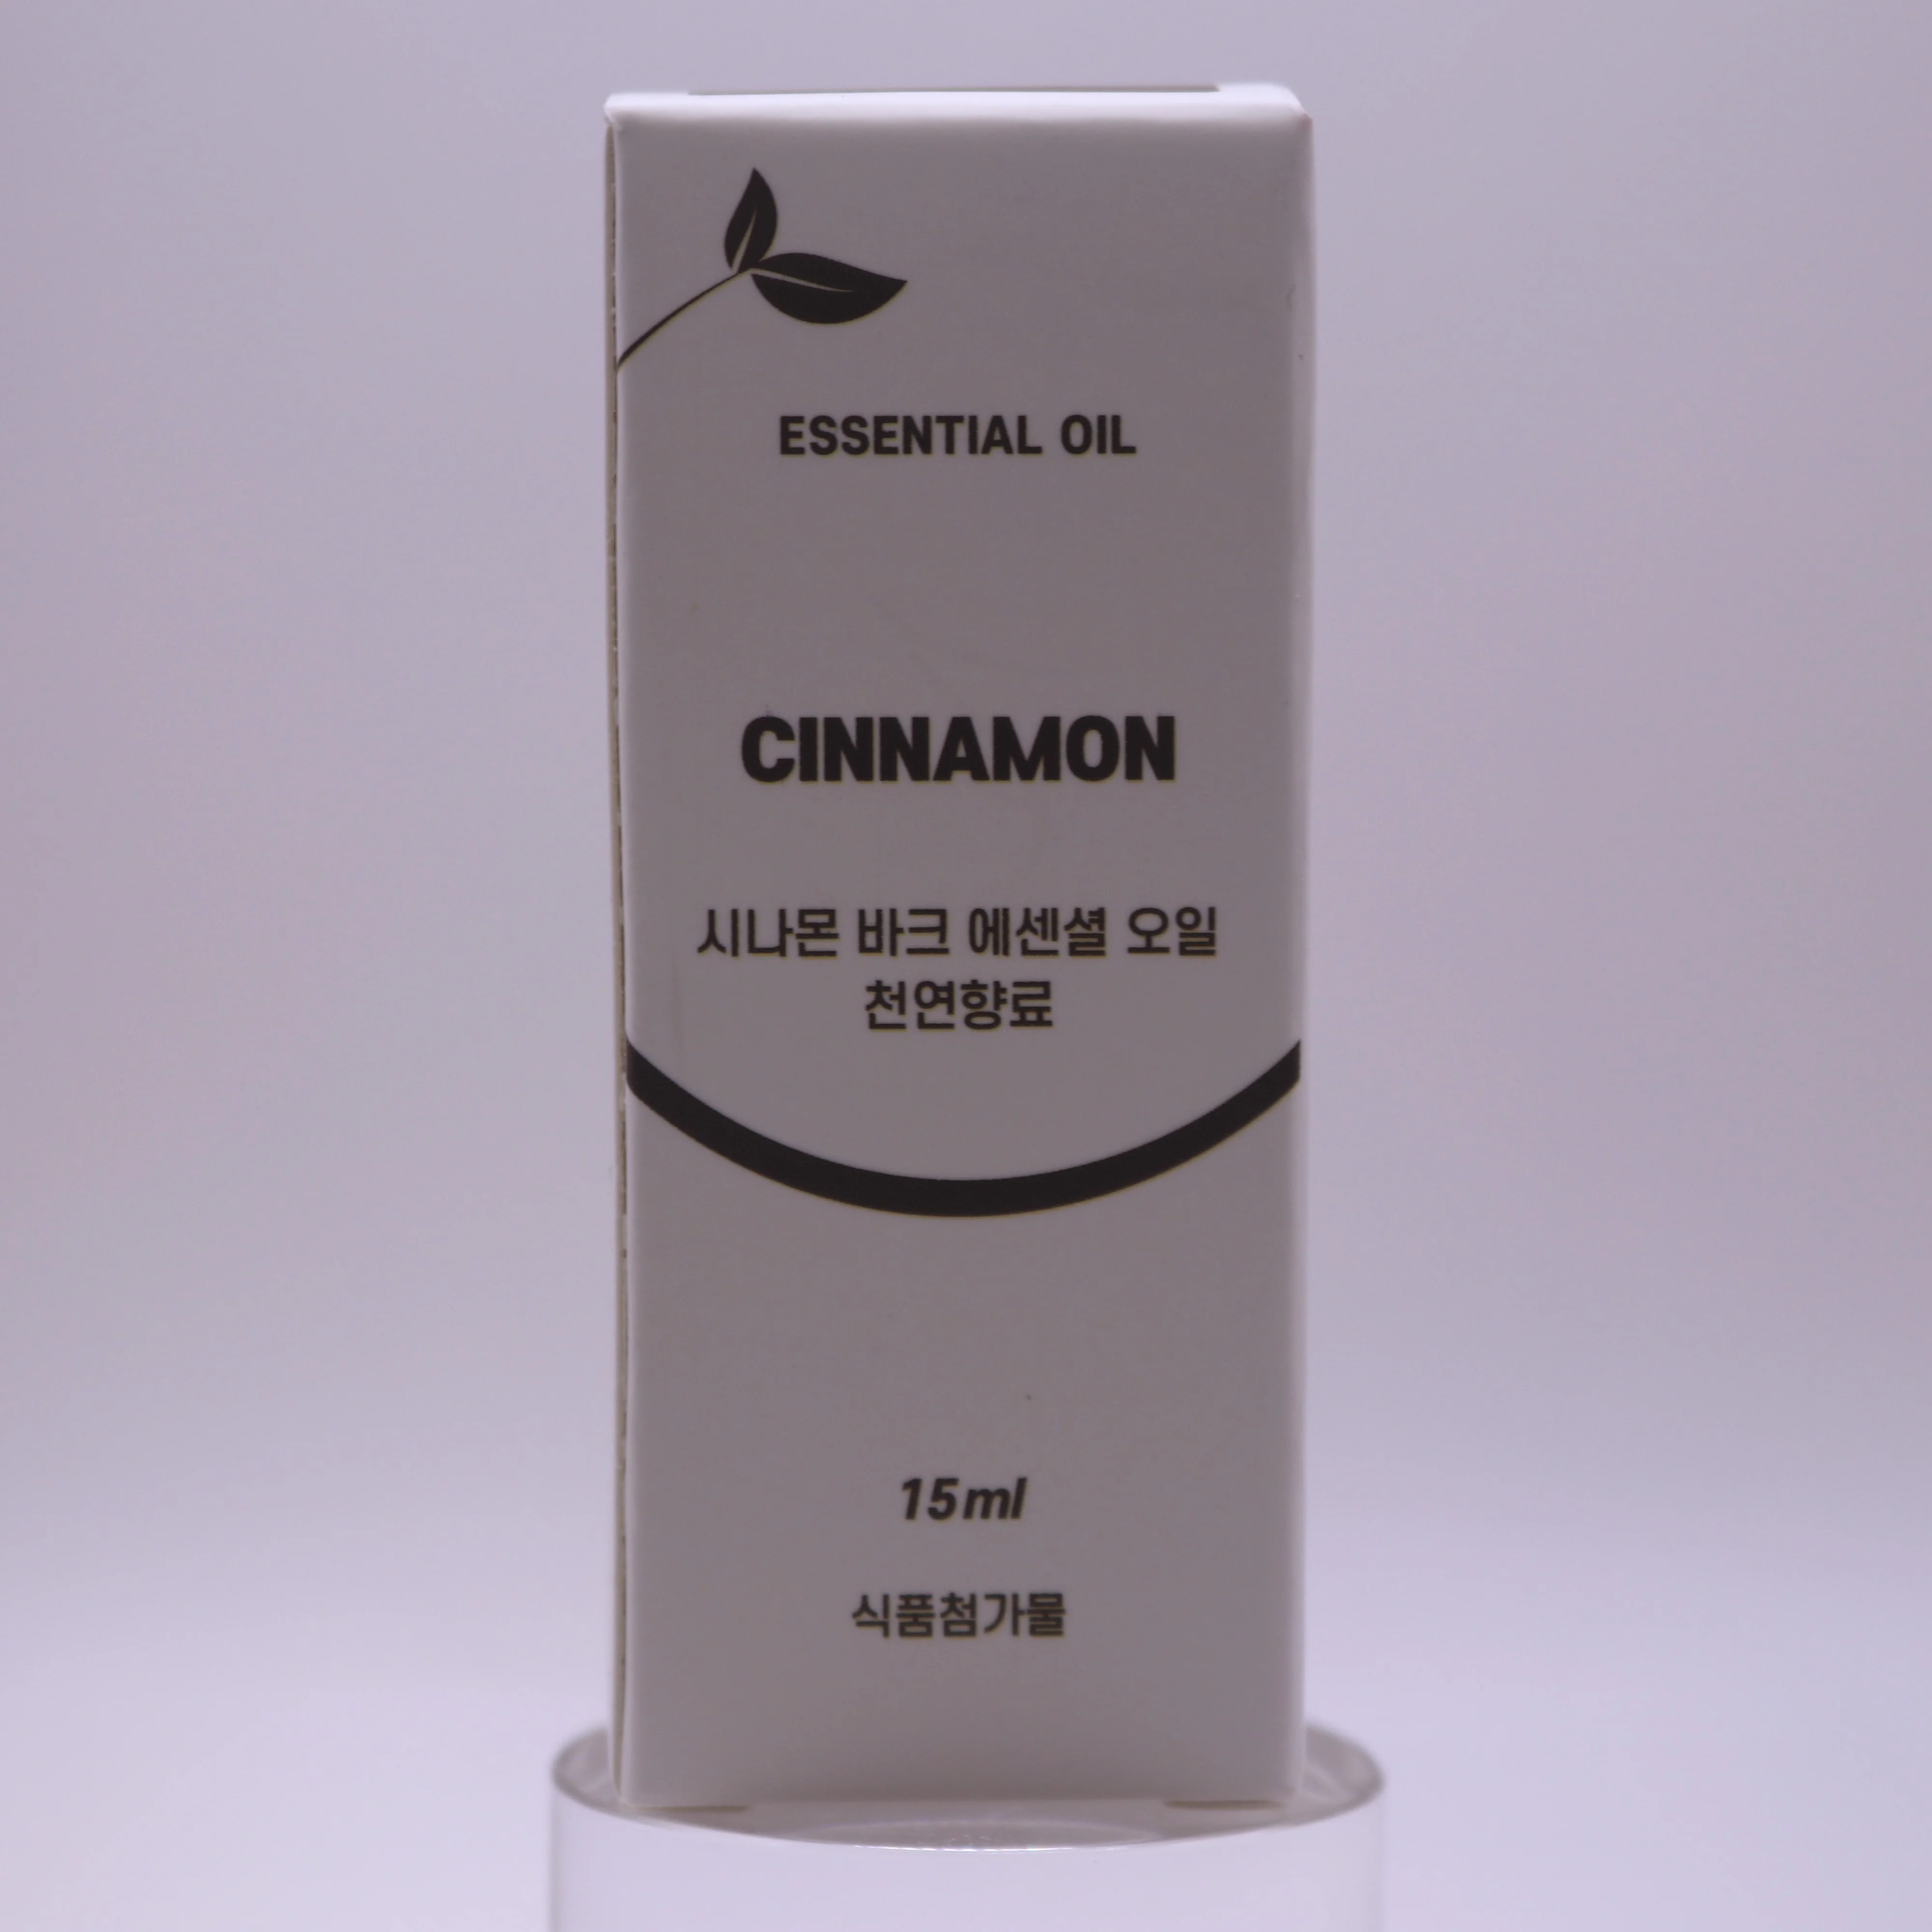 ESSENTIAL OIL
CINNAMON
시나몬 바크 에센셜 오일
천연향료
15ml
식품첨가물